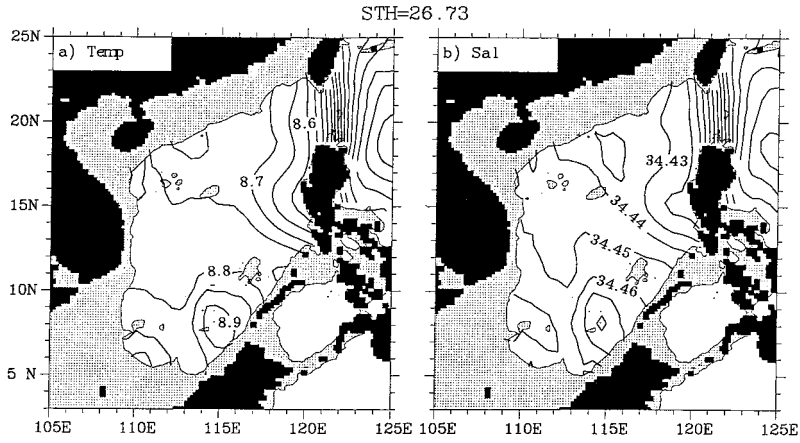 STH=26.73
a) Temp
b) Sal
25N
20N
15N
10N
5 N
8.6
8.7
8.8
8.9
34.43
34.44
34.45
34.46
105E 110E 115E 120E 125E
105E 110E 115E 120E 125E